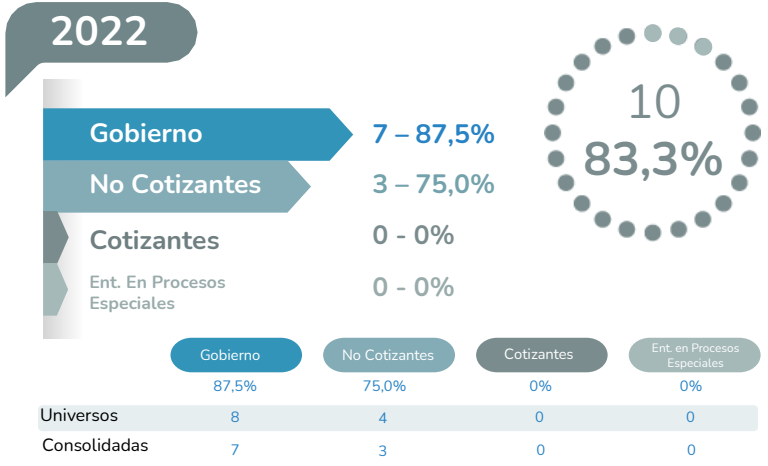 2022
10
83,3%
Gobierno 7 – 87,5%
No Cotizantes 3 – 75,0%
Cotizantes 0 - 0%
Ent. En Procesos
Especiales 0 - 0%
Gobierno No Cotizantes Cotizantes Ent. en Procesos
Especiales
87,5% 75,0% 0% 0%
Universos 8 4 0 0
Consolidadas 7 3 0 0